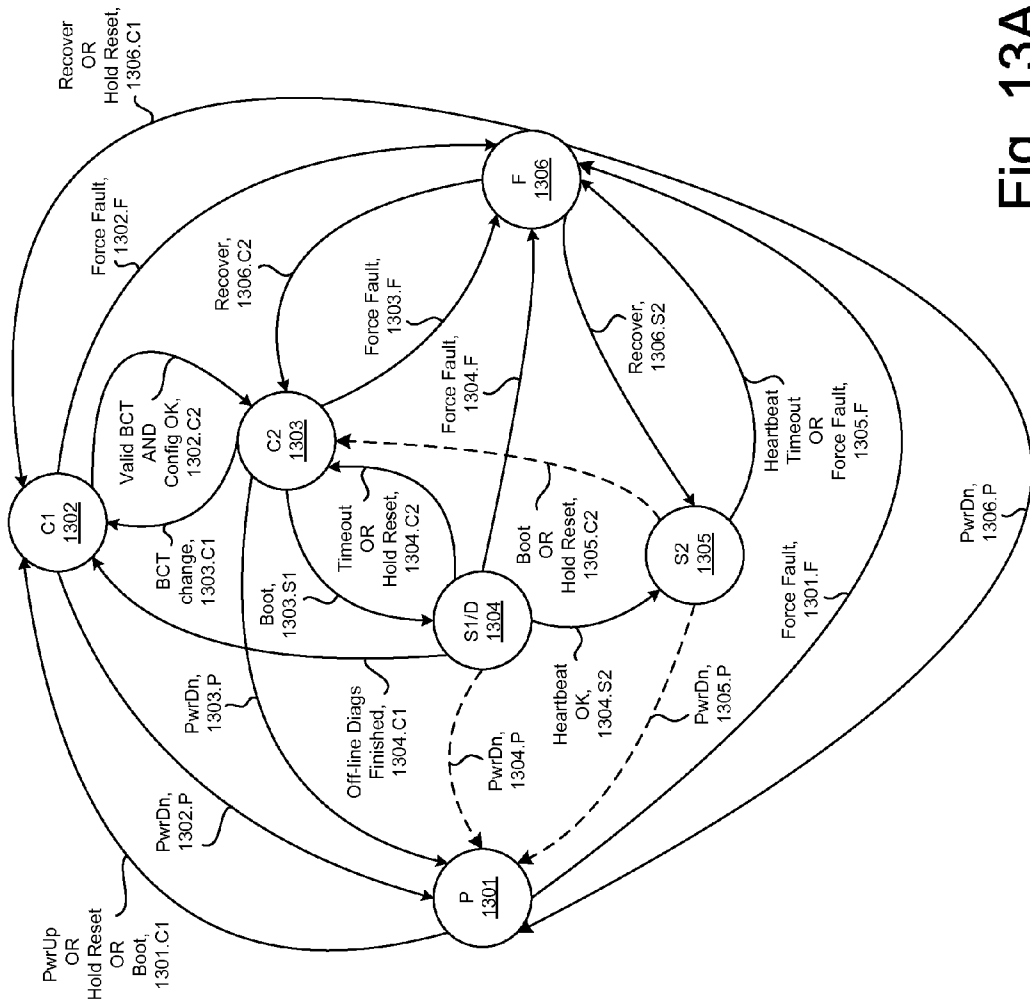 PwrUp
OR
Hold Reset
OR
Boot,
1301.C1
PwrDn,
1302.P
C1
1302
Recover
OR
Hold Reset,
1306.C1
Force Fault,
1302.F
Valid BCT
AND
Config OK,
1302.C2
BCT
change,
1303.C1
Off-line Diags
Finished,
1304.C1
PwrDn,
1303.P
Boot,
1303.S1
C2
1303
Recover,
1306.C2
Force Fault,
1303.F
Timeout
OR
Hold Reset,
1304.C2
Force Fault,
1304.F
P
1301
PwrDn,
1304.P
S1/D
1304
F
1306
Boot
OR
Hold Reset,
1305.C2
Heartbeat
OK,
1304.S2
Recover,
1306.S2
S2
1305
PwrDn,
1305.P
Heartbeat
Timeout
OR
Force Fault,
1305.F
Force Fault,
1301.F
PwrDn,
1306.P
Fig. 13A